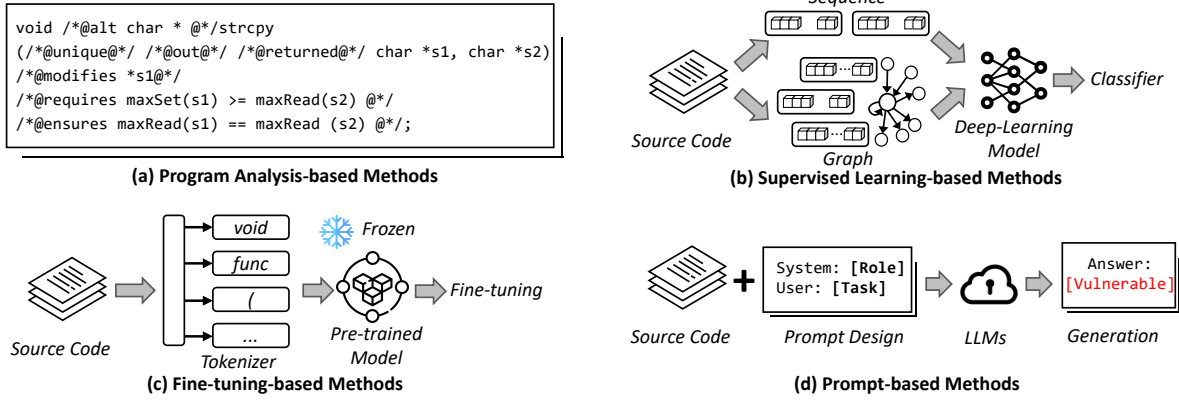 void /*@alt char * @*/strcpy
(/*@unique@*/ /*@out@*/ /*@returned@*/ char *s1, char *s2)
/*@modifies *s1@*/
/*@requires maxSet(s1) >= maxRead(s2) @*/
/*@ensures maxRead(s1) == maxRead (s2) @*/;
(a) Program Analysis-based Methods
Sequence
Source Code
Graph
Deep-Learning
Model
Classifier
(b) Supervised Learning-based Methods
Source Code
void
func
(
...
Tokenizer
Frozen
Pre-trained
Model
Fine-tuning
(c) Fine-tuning-based Methods
Source Code
System: [Role]
User: [Task]
Prompt Design
LLMs
Answer:
[Vulnerable]
Generation
(d) Prompt-based Methods